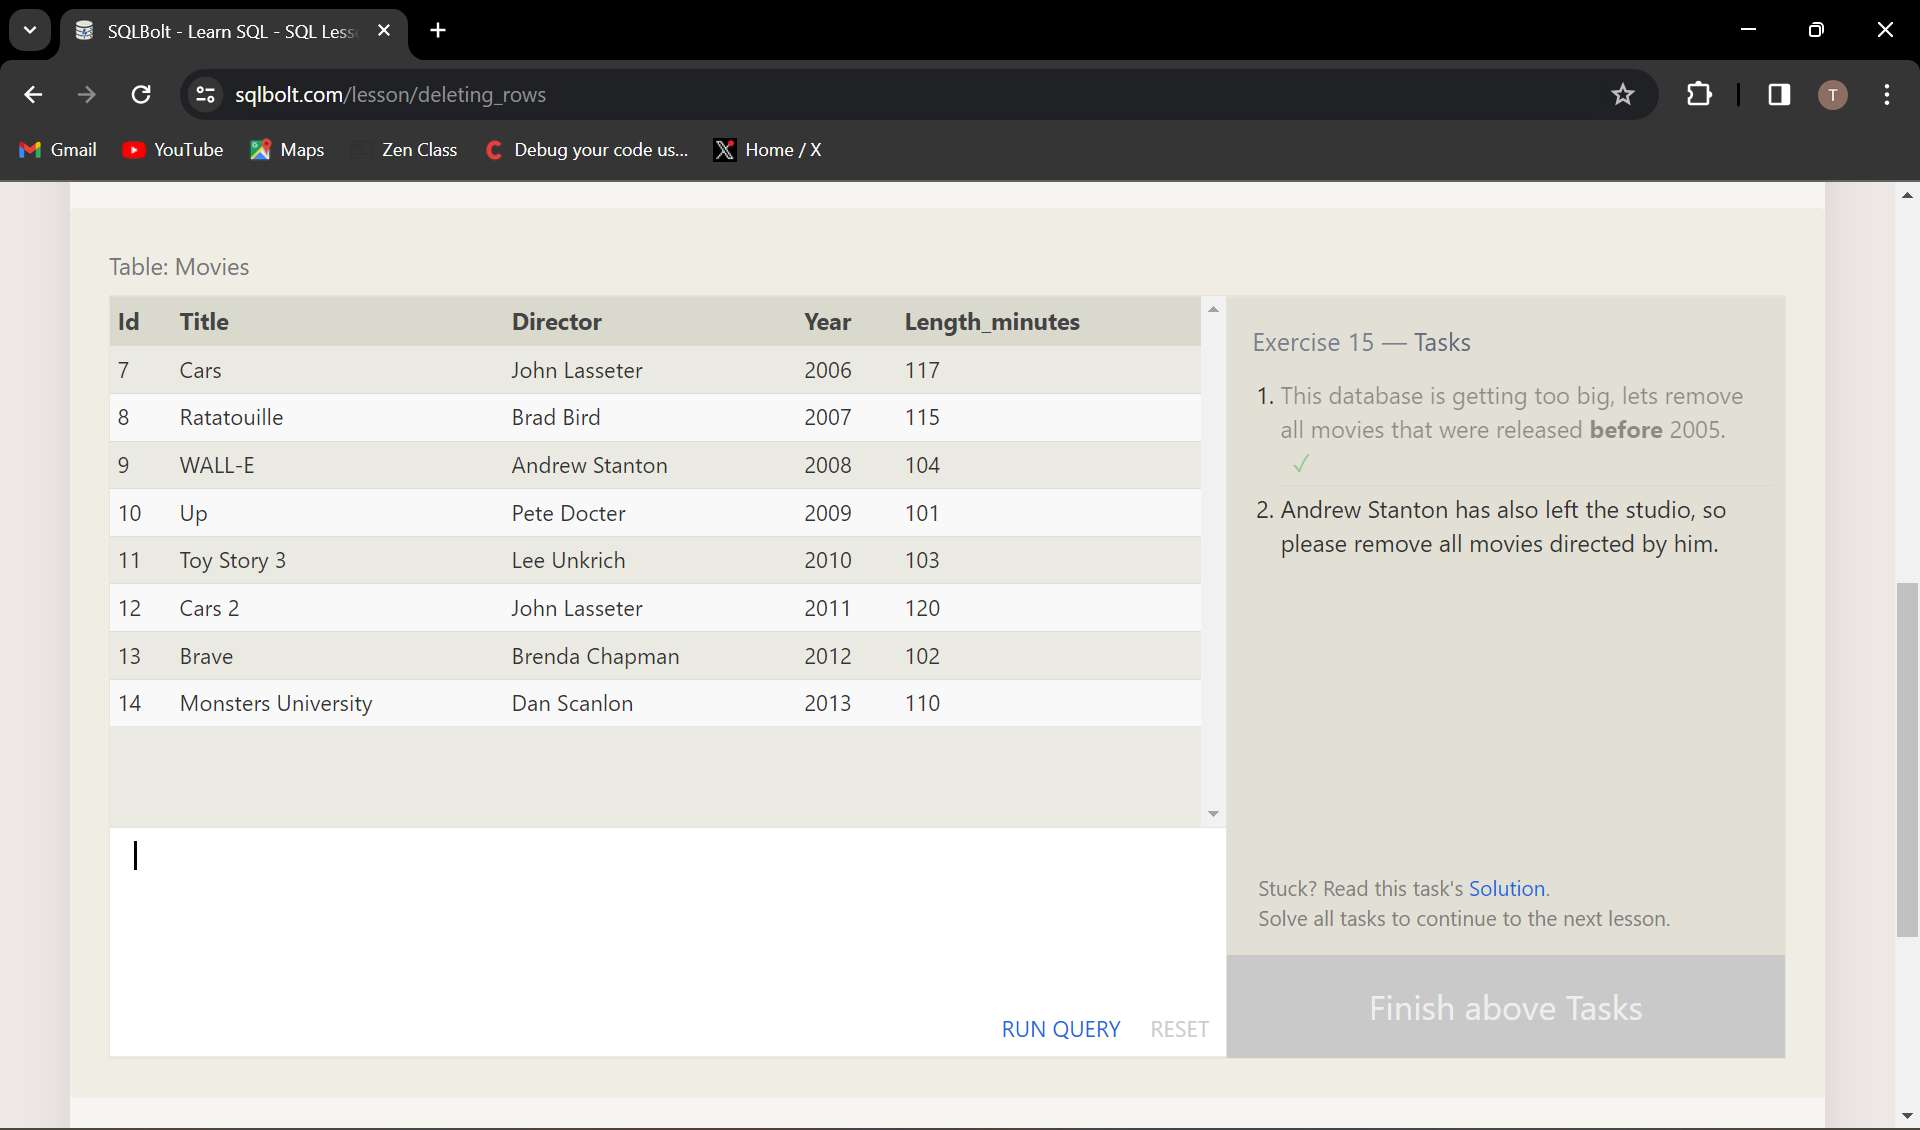 SQLBolt - Learn SQL - SQL Less
sqlbolt.com/lesson/deleting_rows
T
Gmail YouTube Maps Zen Class Debug your code us... Home / X
Table: Movies
Id Title Director Year Length_minutes
7 Cars John Lasseter 2006 117
8 Ratatouille Brad Bird 2007 115
9 WALL-E Andrew Stanton 2008 104
10 Up Pete Docter 2009 101
11 Toy Story 3 Lee Unkrich 2010 103
12 Cars 2 John Lasseter 2011 120
13 Brave Brenda Chapman 2012 102
14 Monsters University Dan Scanlon 2013 110
RUN QUERY RESET
Exercise 15 — Tasks
1. This database is getting too big, lets remove
all movies that were released before 2005.
✓
2. Andrew Stanton has also left the studio, so
please remove all movies directed by him.
Stuck? Read this task's Solution.
Solve all tasks to continue to the next lesson.
Finish above Tasks